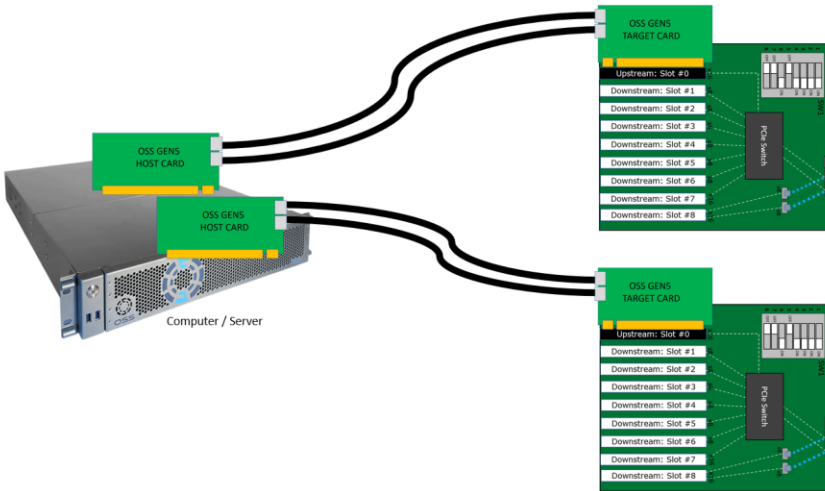 OSS GEN5
TARGET CARD
Upstream: Slot #0
Downstream: Slot #1
Downstream: Slot #2
Downstream: Slot #3
Downstream: Slot #4
Downstream: Slot #5
Downstream: Slot #6
Downstream: Slot #7
Downstream: Slot #8
PCIe Switch
SW1
OSS GEN5
HOST CARD
OSS GEN5
HOST CARD
OSS
Computer / Server
OSS GEN5
TARGET CARD
Upstream: Slot #0
Downstream: Slot #1
Downstream: Slot #2
Downstream: Slot #3
Downstream: Slot #4
Downstream: Slot #5
Downstream: Slot #6
Downstream: Slot #7
Downstream: Slot #8
PCIe Switch
SW1